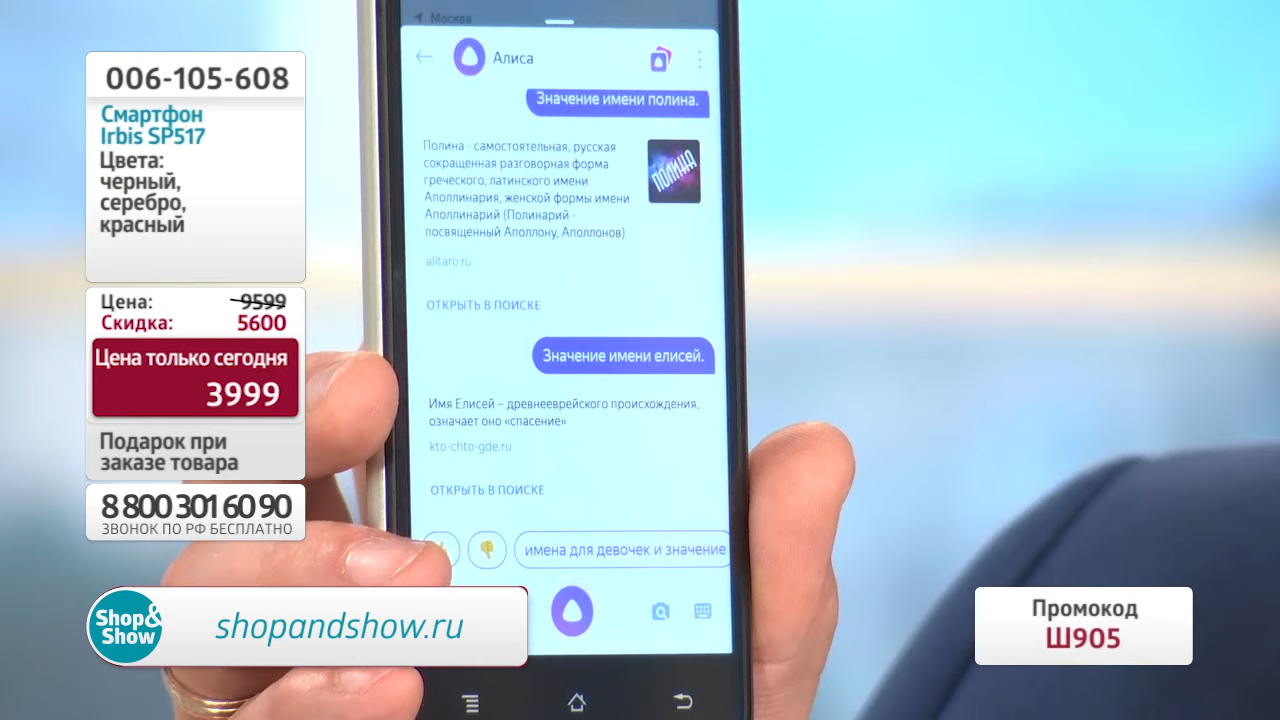 006-105-608
Смартфон
Irbis SP517
Цвета:
черный,
серебро,
красный
Цена: 9599
Скидка: 5600
Цена только сегодня
3999
Подарок при
заказе товара
8 800 301 60 90
ЗВОНОК ПО РФ БЕСПЛАТНО
Shop&
Show
shopandshow.ru
Москва
Алиса
Значение имени полина.
Полина - самостоятельная, русская
сокращенная разговорная форма
греческого, латинского имени
Аполлинария, женской формы имени
Аполлинарий (Полинарий -
посвященный Аполлону, Аполлонов)
ПОЛИНА
alltaro.ru
ОТКРЫТЬ В ПОИСКЕ
Значение имени елисей.
Имя Елисей – древнееврейского происхождения,
означает оно «спасение»
kto-chto-gde.ru
ОТКРЫТЬ В ПОИСКЕ
имена для девочек и значение
Промокод
Ш905